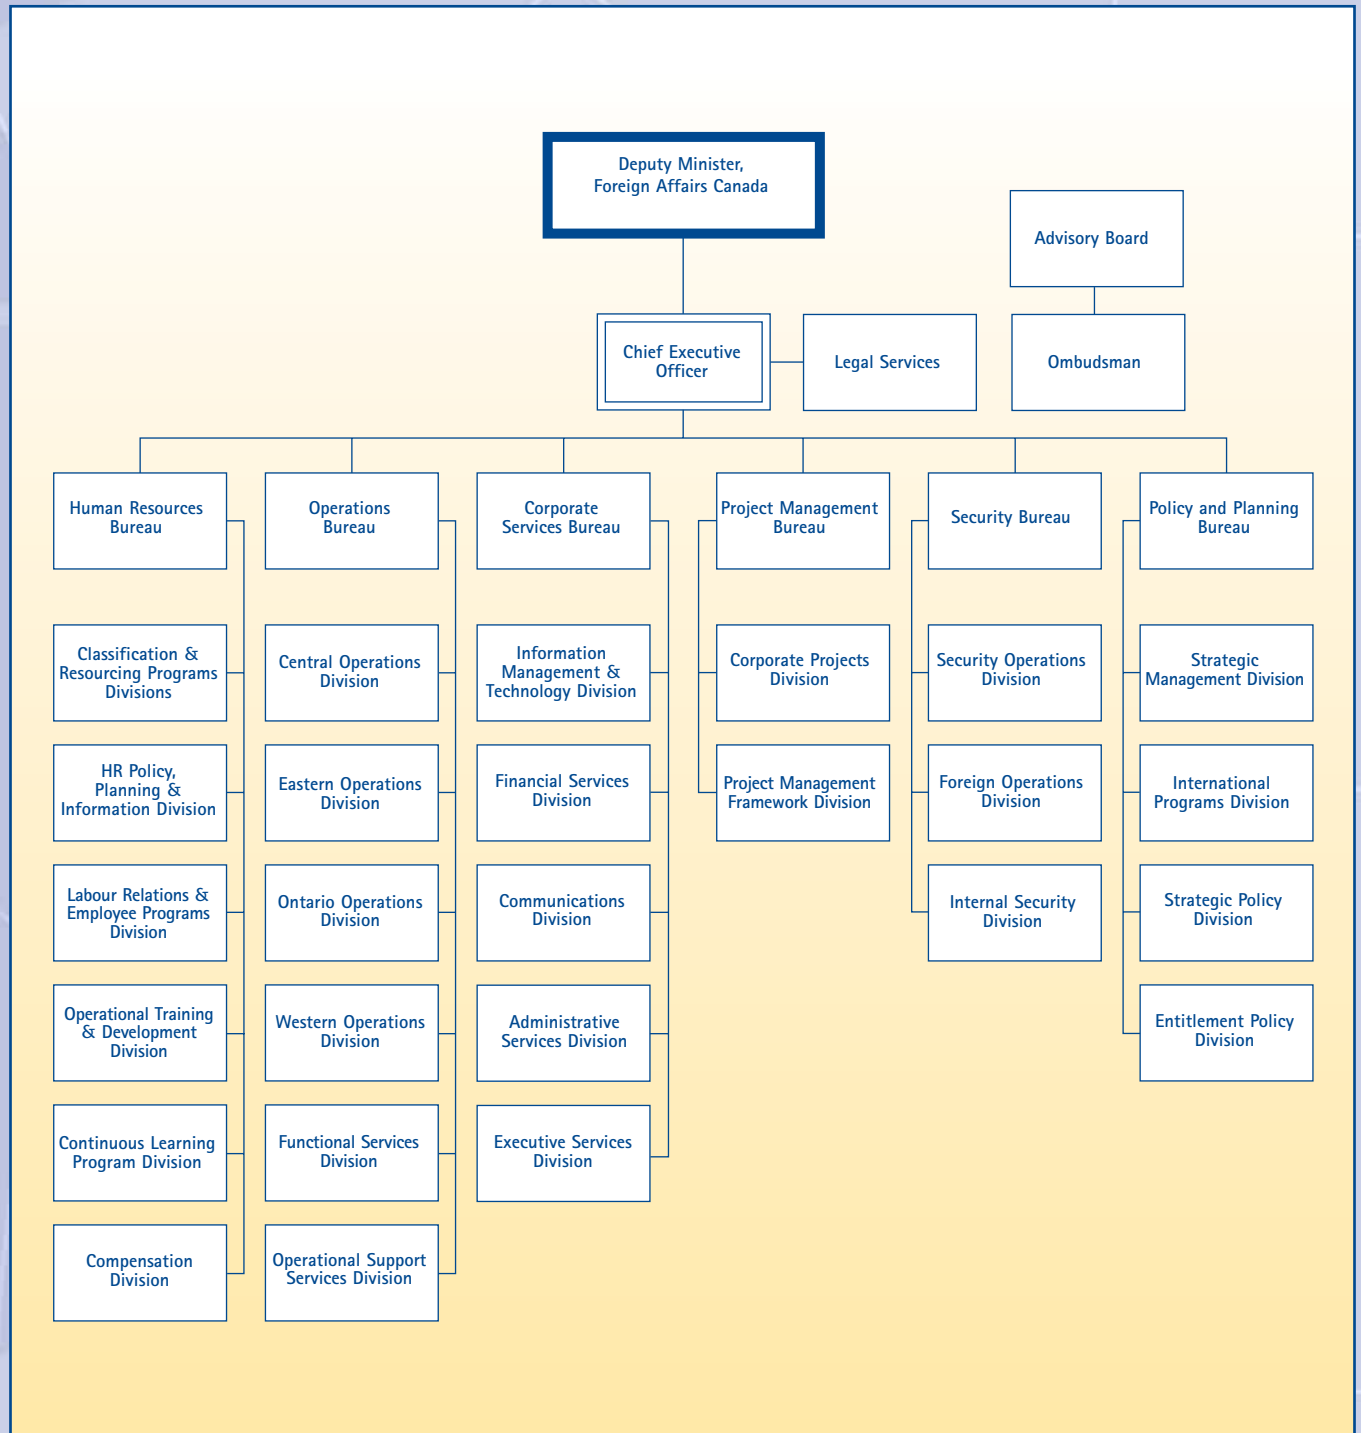 Deputy Minister,
Foreign Affairs Canada
Advisory Board
Chief Executive
Officer
Legal Services
Ombudsman
Human Resources
Bureau
Operations
Bureau
Corporate
Services Bureau
Project Management
Bureau
Security Bureau
Policy and Planning
Bureau
Classification &
Resourcing Programs
Divisions
Central Operations
Division
Information
Management &
Technology Division
Corporate Projects
Division
Security Operations
Division
Strategic
Management Division
HR Policy,
Planning &
Information Division
Eastern Operations
Division
Financial Services
Division
Project Management
Framework Division
Foreign Operations
Division
International
Programs Division
Labour Relations &
Employee Programs
Division
Ontario Operations
Division
Communications
Division
Internal Security
Division
Strategic Policy
Division
Operational Training
& Development
Division
Western Operations
Division
Administrative
Services Division
Entitlement Policy
Division
Continuous Learning
Program Division
Functional Services
Division
Executive Services
Division
Compensation
Division
Operational Support
Services Division